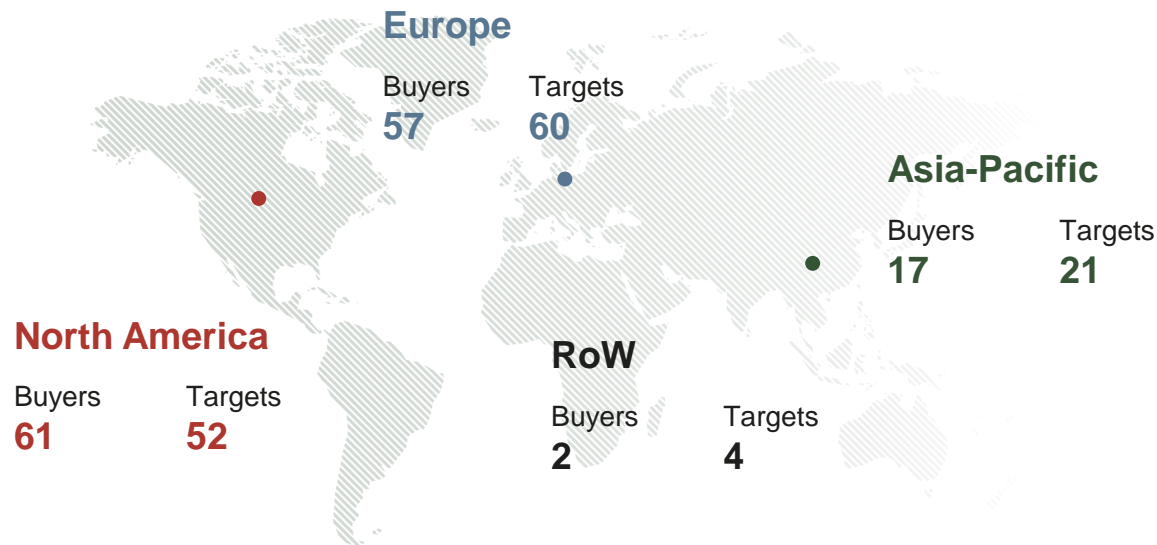 Europe
Buyers Targets
57 60
Asia-Pacific
Buyers Targets
17 21
North America
Buyers Targets
61 52
RoW
Buyers Targets
2 4